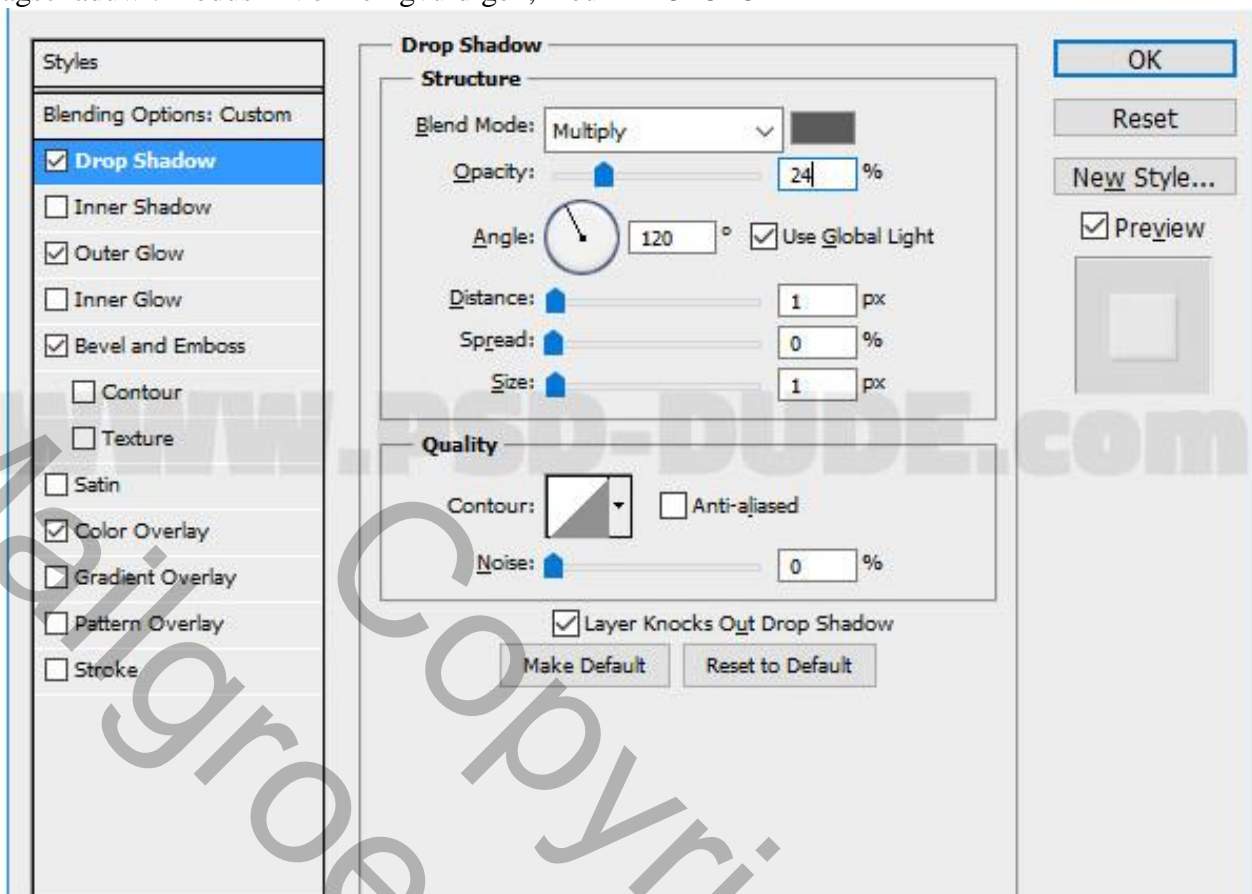 Styles
Blending Options: Custom
Drop Shadow
Inner Shadow
Outer Glow
Inner Glow
Bevel and Emboss
Contour
Texture
Satin
Color Overlay
Gradient Overlay
Pattern Overlay
Stroke
Drop Shadow
Structure
Blend Mode: Multiply
Opacity: 24 %
Angle: 120 ° Use Global Light
Distance: 1 px
Spread: 0 %
Size: 1 px
Quality
Contour: Anti-aliased
Noise: 0 %
Layer Knocks Out Drop Shadow
Make Default Reset to Default
OK
Reset
New Style...
Preview
WWW.PSD-DUDE.com